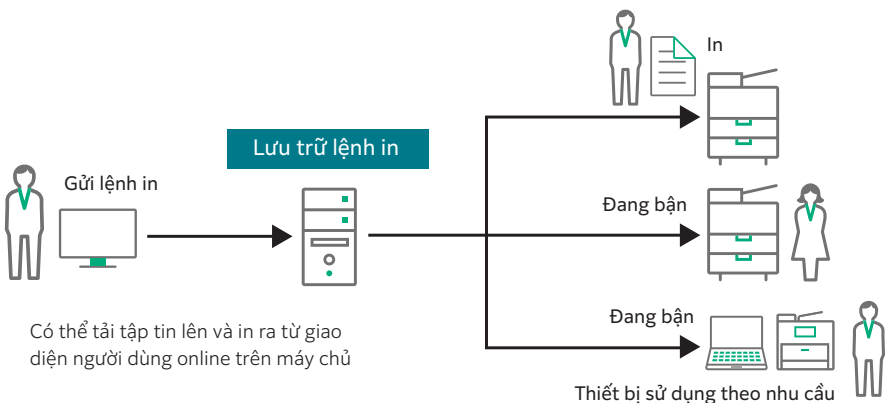 In
Lưu trữ lệnh in
Gửi lệnh in
Đang bận
Đang bận
Có thể tải tập tin lên và in ra từ giao
diện người dùng online trên máy chủ
Thiết bị sử dụng theo nhu cầu